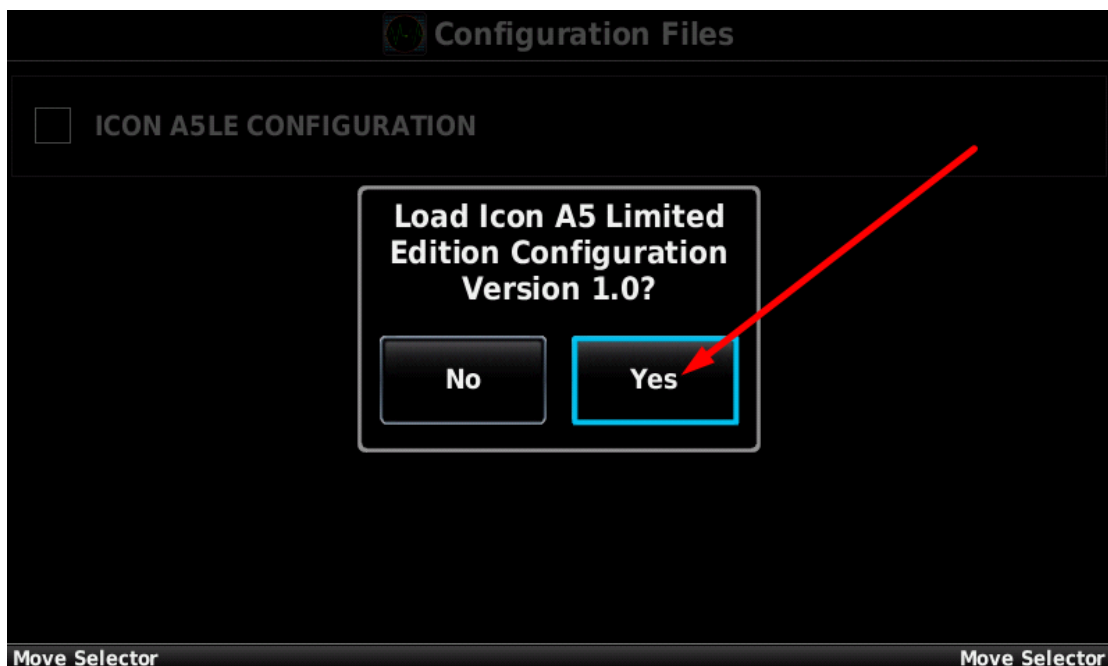 Configuration Files
ICON A5LE CONFIGURATION
Load Icon A5 Limited
Edition Configuration
Version 1.0?
No Yes
Move Selector Move Selector